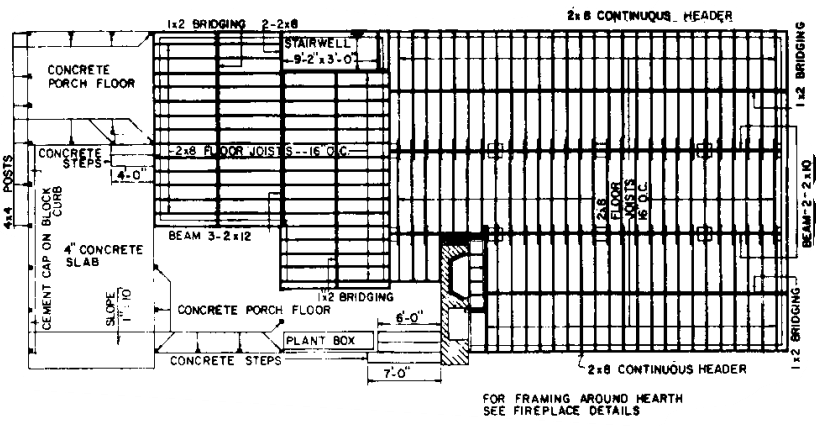 2x8 CONTINUOUS HEADER
1x2 BRIDGING
2-2x8
STAIRWELL
9'-2"x3'-0"
CONCRETE
PORCH FLOOR
1x2 BRIDGING
2x8 FLOOR JOISTS--16"O.C.
CONCRETE
STEPS
4'-0"
4x4 POSTS
CEMENT CAP ON BLOCK
CURB
4" CONCRETE
SLAB
BEAM 3-2x12
2x8
FLOOR
JOISTS
16 O.C.
BEAM-2-2x10
1x2 BRIDGING
SLOPE
1"-10
CONCRETE PORCH FLOOR
6'-0"
PLANT BOX
CONCRETE STEPS
7'-0"
2x8 CONTINUOUS HEADER
1x2 BRIDGING
FOR FRAMING AROUND HEARTH
SEE FIREPLACE DETAILS